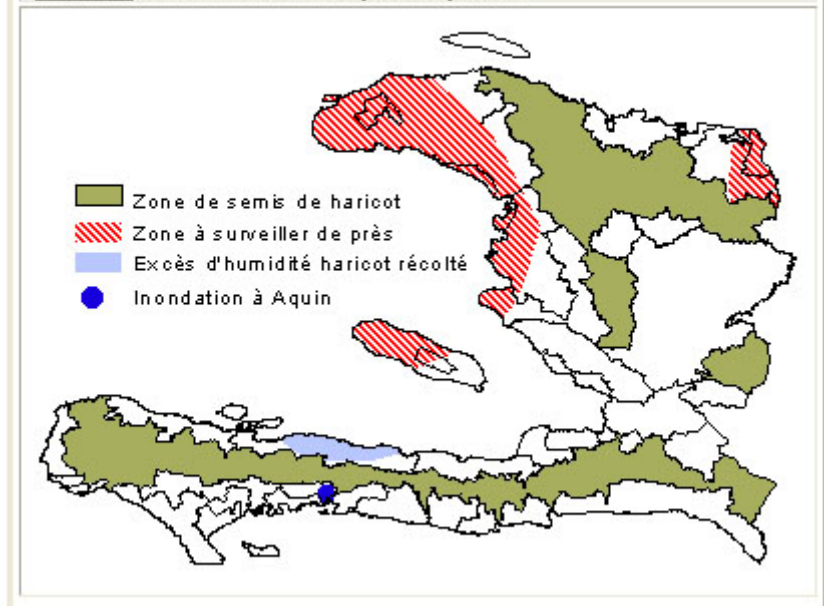 Zone de semis de haricot
Zone à surveiller de près
Excès d'humidité haricot récolté
Inondation à Aquin